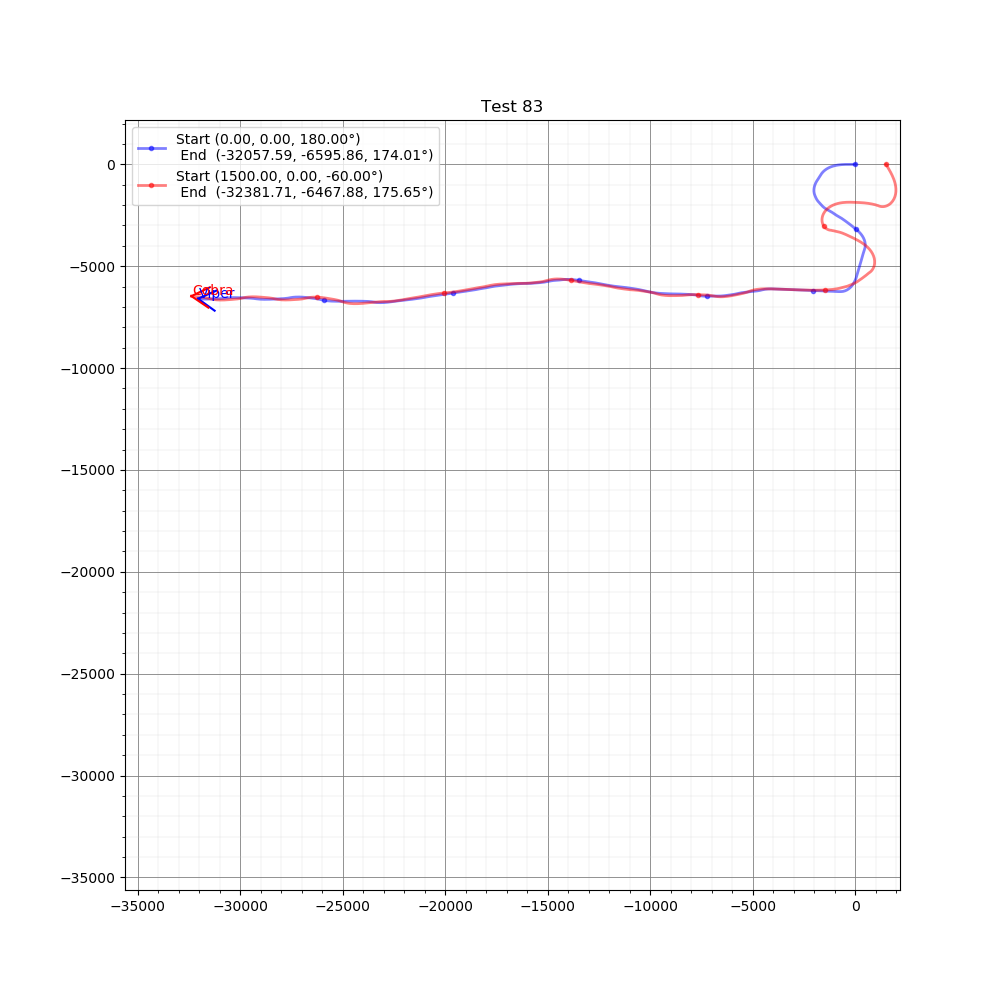 Test 83
Start (0.00, 0.00, 180.00°)
End (-32057.59, -6595.86, 174.01°)
Start (1500.00, 0.00, -60.00°)
End (-32381.71, -6467.88, 175.65°)
0
−5000
−10000
−15000
−20000
−25000
−30000
−35000
Cobra
Viper
−35000 −30000 −25000 −20000 −15000 −10000 −5000 0